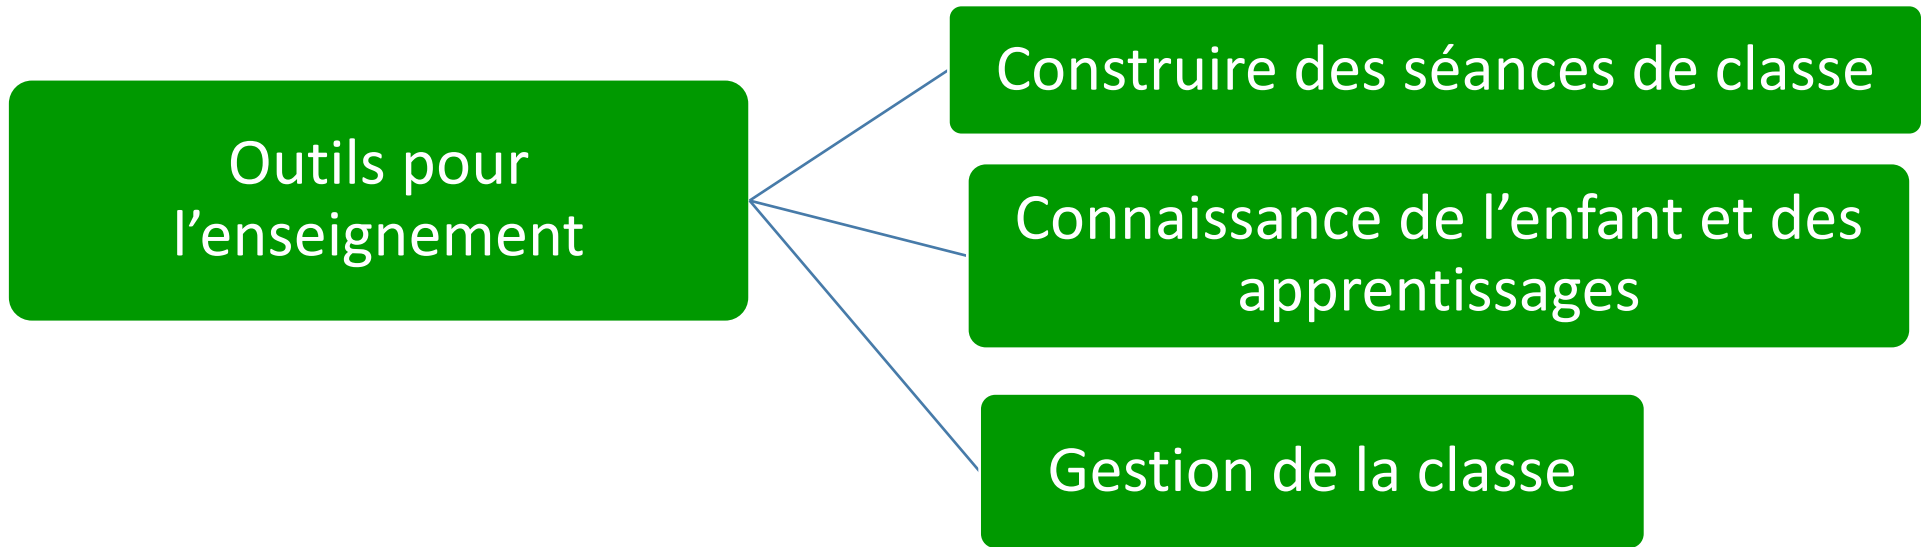 Outils pour
l’enseignement
Construire des séances de classe
Connaissance de l’enfant et des
apprentissages
Gestion de la classe